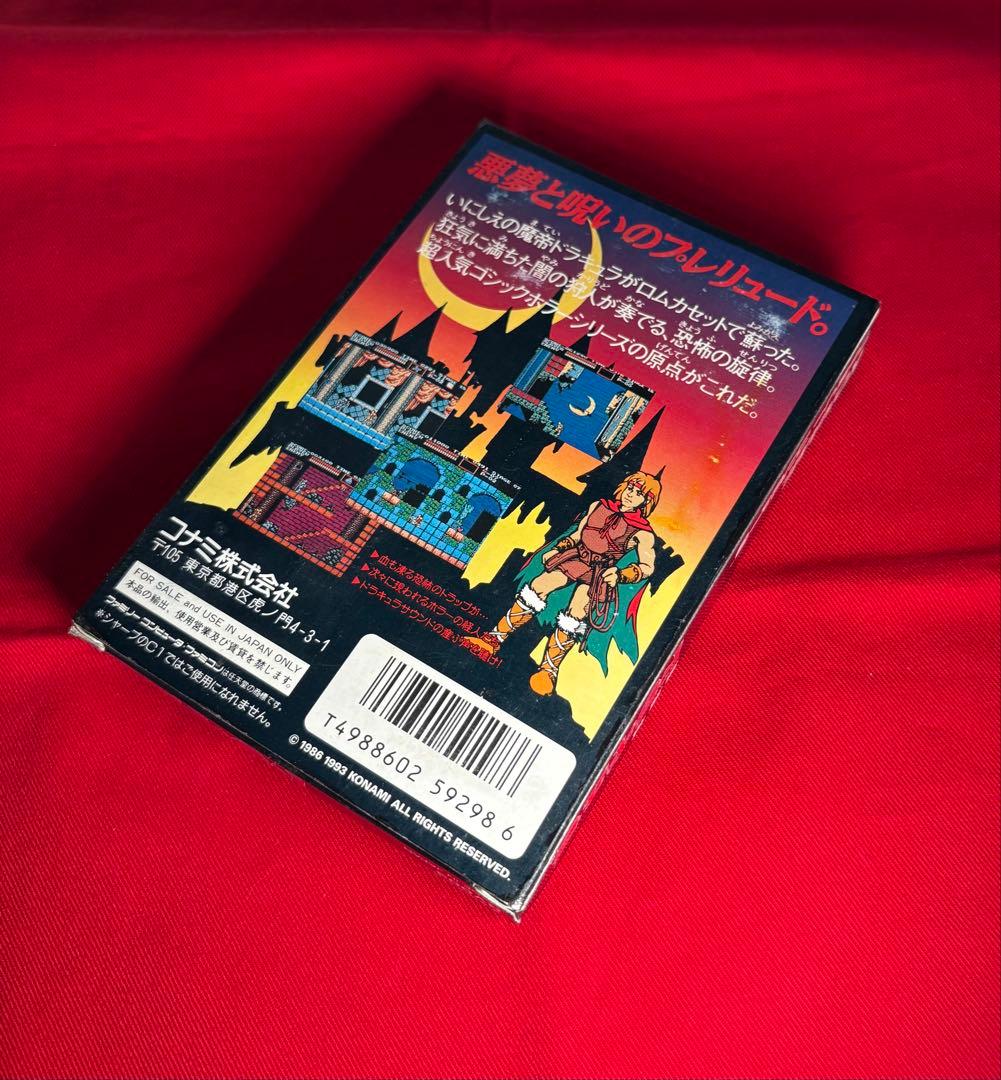 悪夢と呪いのプレリュード。
いにしえの魔帝ドラキュラがロムカセットで蘇った。
狂気に満ちた闇の狩人が奏でる、恐怖の旋律。
超人気ゴシックホラーシリーズの原点がこれだ。
▶血も凍る恐怖のトラップが…
▶次々に現われるホラーの経人
▶ドラキュラサウンドの
コナミ株式会社
〒105 東京都港区虎ノ門4-3-1
FOR SALE and USE IN JAPAN ONLY
本品の輸出、使用営業及び賃貸を禁じます。
ファミリーコンピュータ・ファミコンは任天堂の商標です。
※シャープのC1ではご使用になれません。
T4988602 59298 6
© 1986 1993 KONAMI ALL RIGHTS RESERVED.